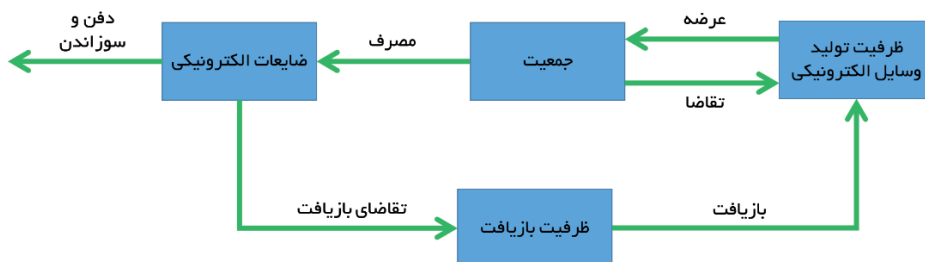 عرضه
ظرفیت تولید
وسایل الکترونیکی
تقاضا
جمعیت
مصرف
ضایعات الکترونیکی
دفن و
سوزاندن
تقاضای بازیافت
ظرفیت بازیافت
بازیافت